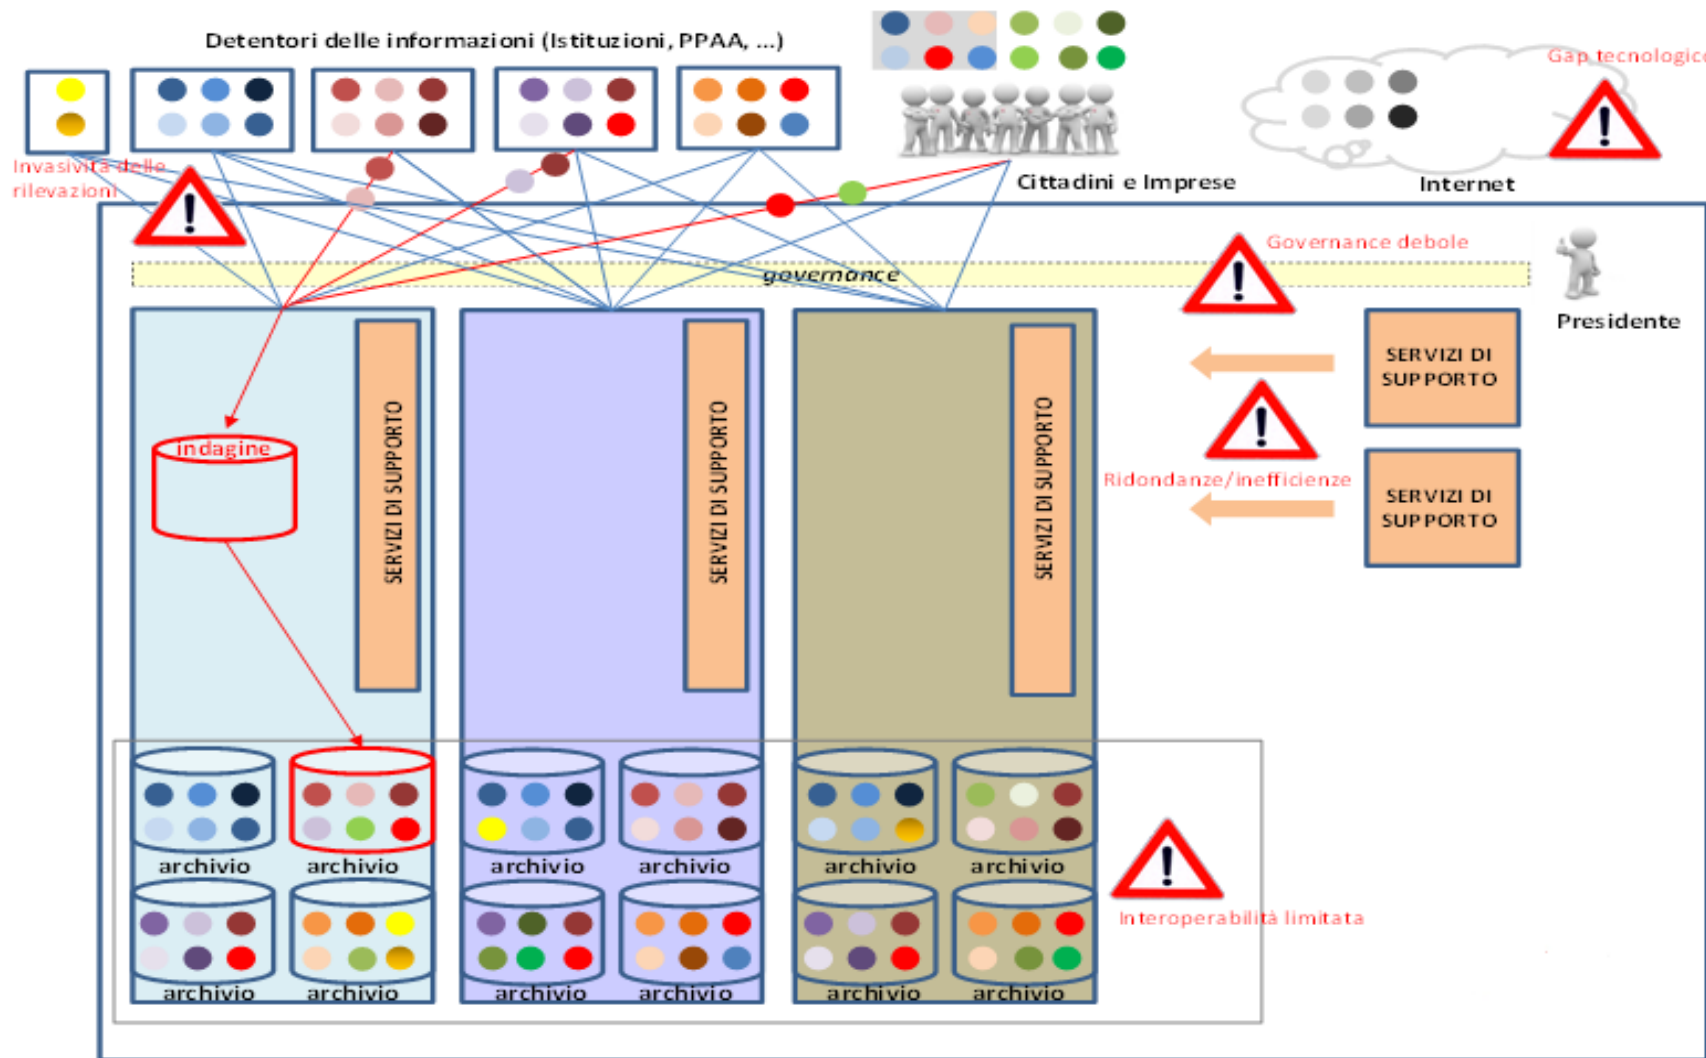 Detentori delle informazioni (Istituzioni, PPAA, ...)
Gap tecnologico
Invasività delle
rilevazioni
Cittadini e Imprese
Internet
Governance debole
governance
Presidente
SERVIZI DI SUPPORTO
SERVIZI DI SUPPORTO
SERVIZI DI SUPPORTO
SERVIZI DI
SUPPORTO
indagine
Ridondanze/inefficienze
SERVIZI DI
SUPPORTO
archivio
archivio
archivio
archivio
archivio
archivio
Interoperabilità limitata
archivio
archivio
archivio
archivio
archivio
archivio